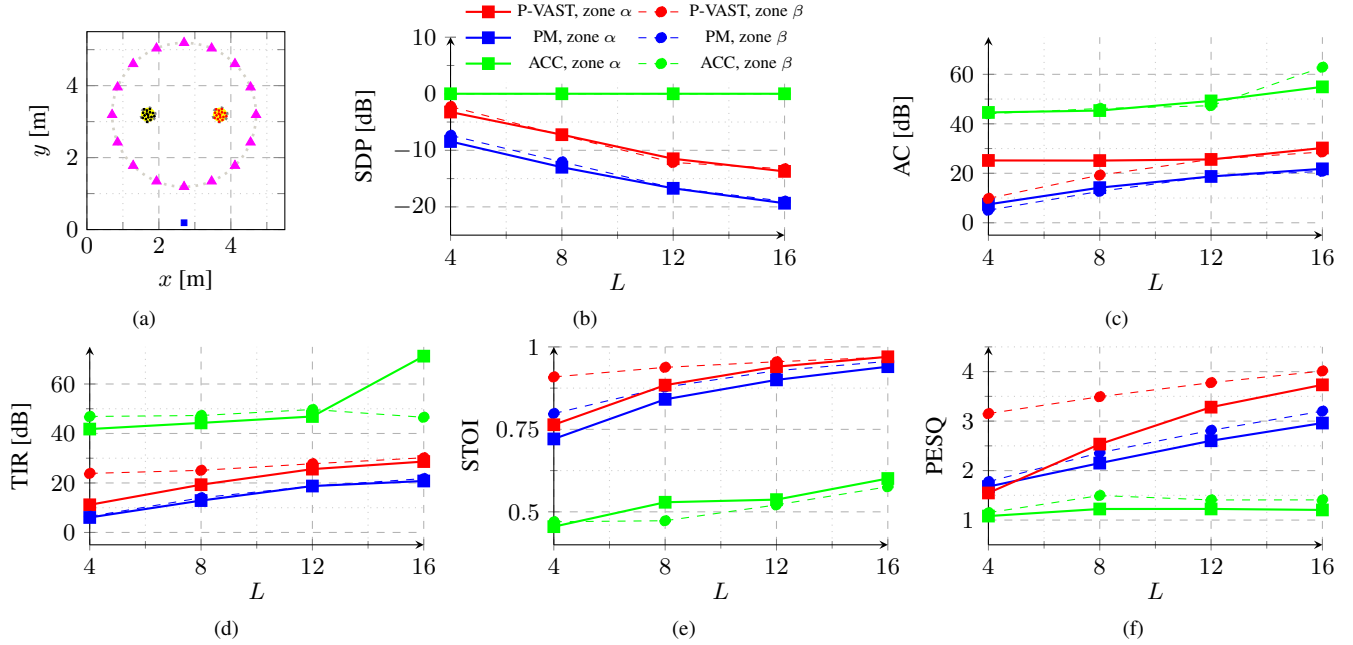 P-VAST, zone α
P-VAST, zone β
PM, zone α
PM, zone β
ACC, zone α
ACC, zone β
0
2
4
y [m]
0
2
4
x [m]
(a)
10
0
−10
−20
SDP [dB]
4
8
12
16
L
(b)
60
40
20
0
AC [dB]
4
8
12
16
L
(c)
60
40
20
0
TIR [dB]
4
8
12
16
L
(d)
1
0.75
0.5
STOI
4
8
12
16
L
(e)
4
3
2
1
PESQ
4
8
12
16
L
(f)